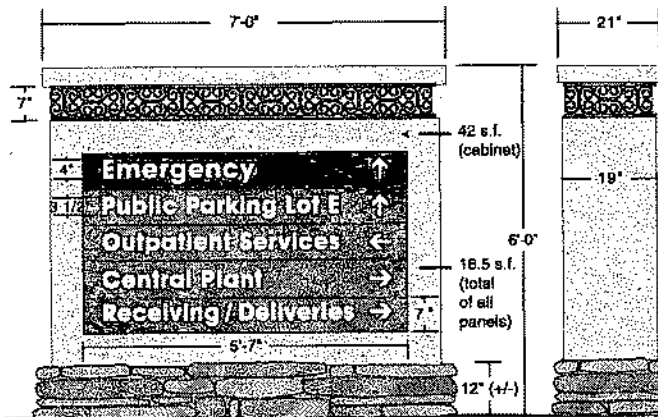 7'-0"
21"
7"
42 s.f.
(cabinet)
4"
Emergency ↑
19"
3 1/2"
Public Parking Lot E ↑
Outpatient Services ←
6'-0"
Central Plant →
16.5 s.f.
(total
of all
panels)
Receiving/Deliveries →
7"
5'-7"
12" (+/-)